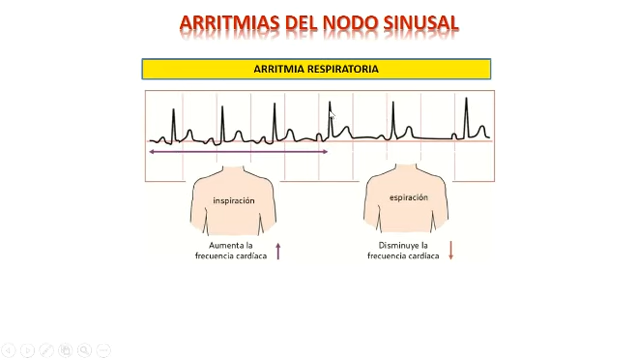 ARRITMIAS DEL NODO SINUSAL
ARRITMIA RESPIRATORIA
inspiración
espiración
Aumenta la
frecuencia cardíaca
Disminuye la
frecuencia cardíaca